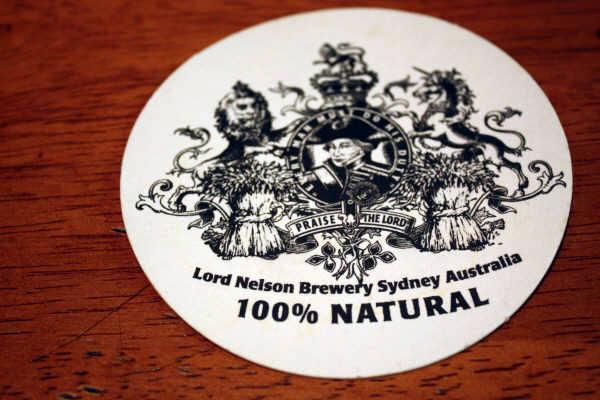 PRAISE THE LORD
Lord Nelson Brewery Sydney Australia
100% NATURAL